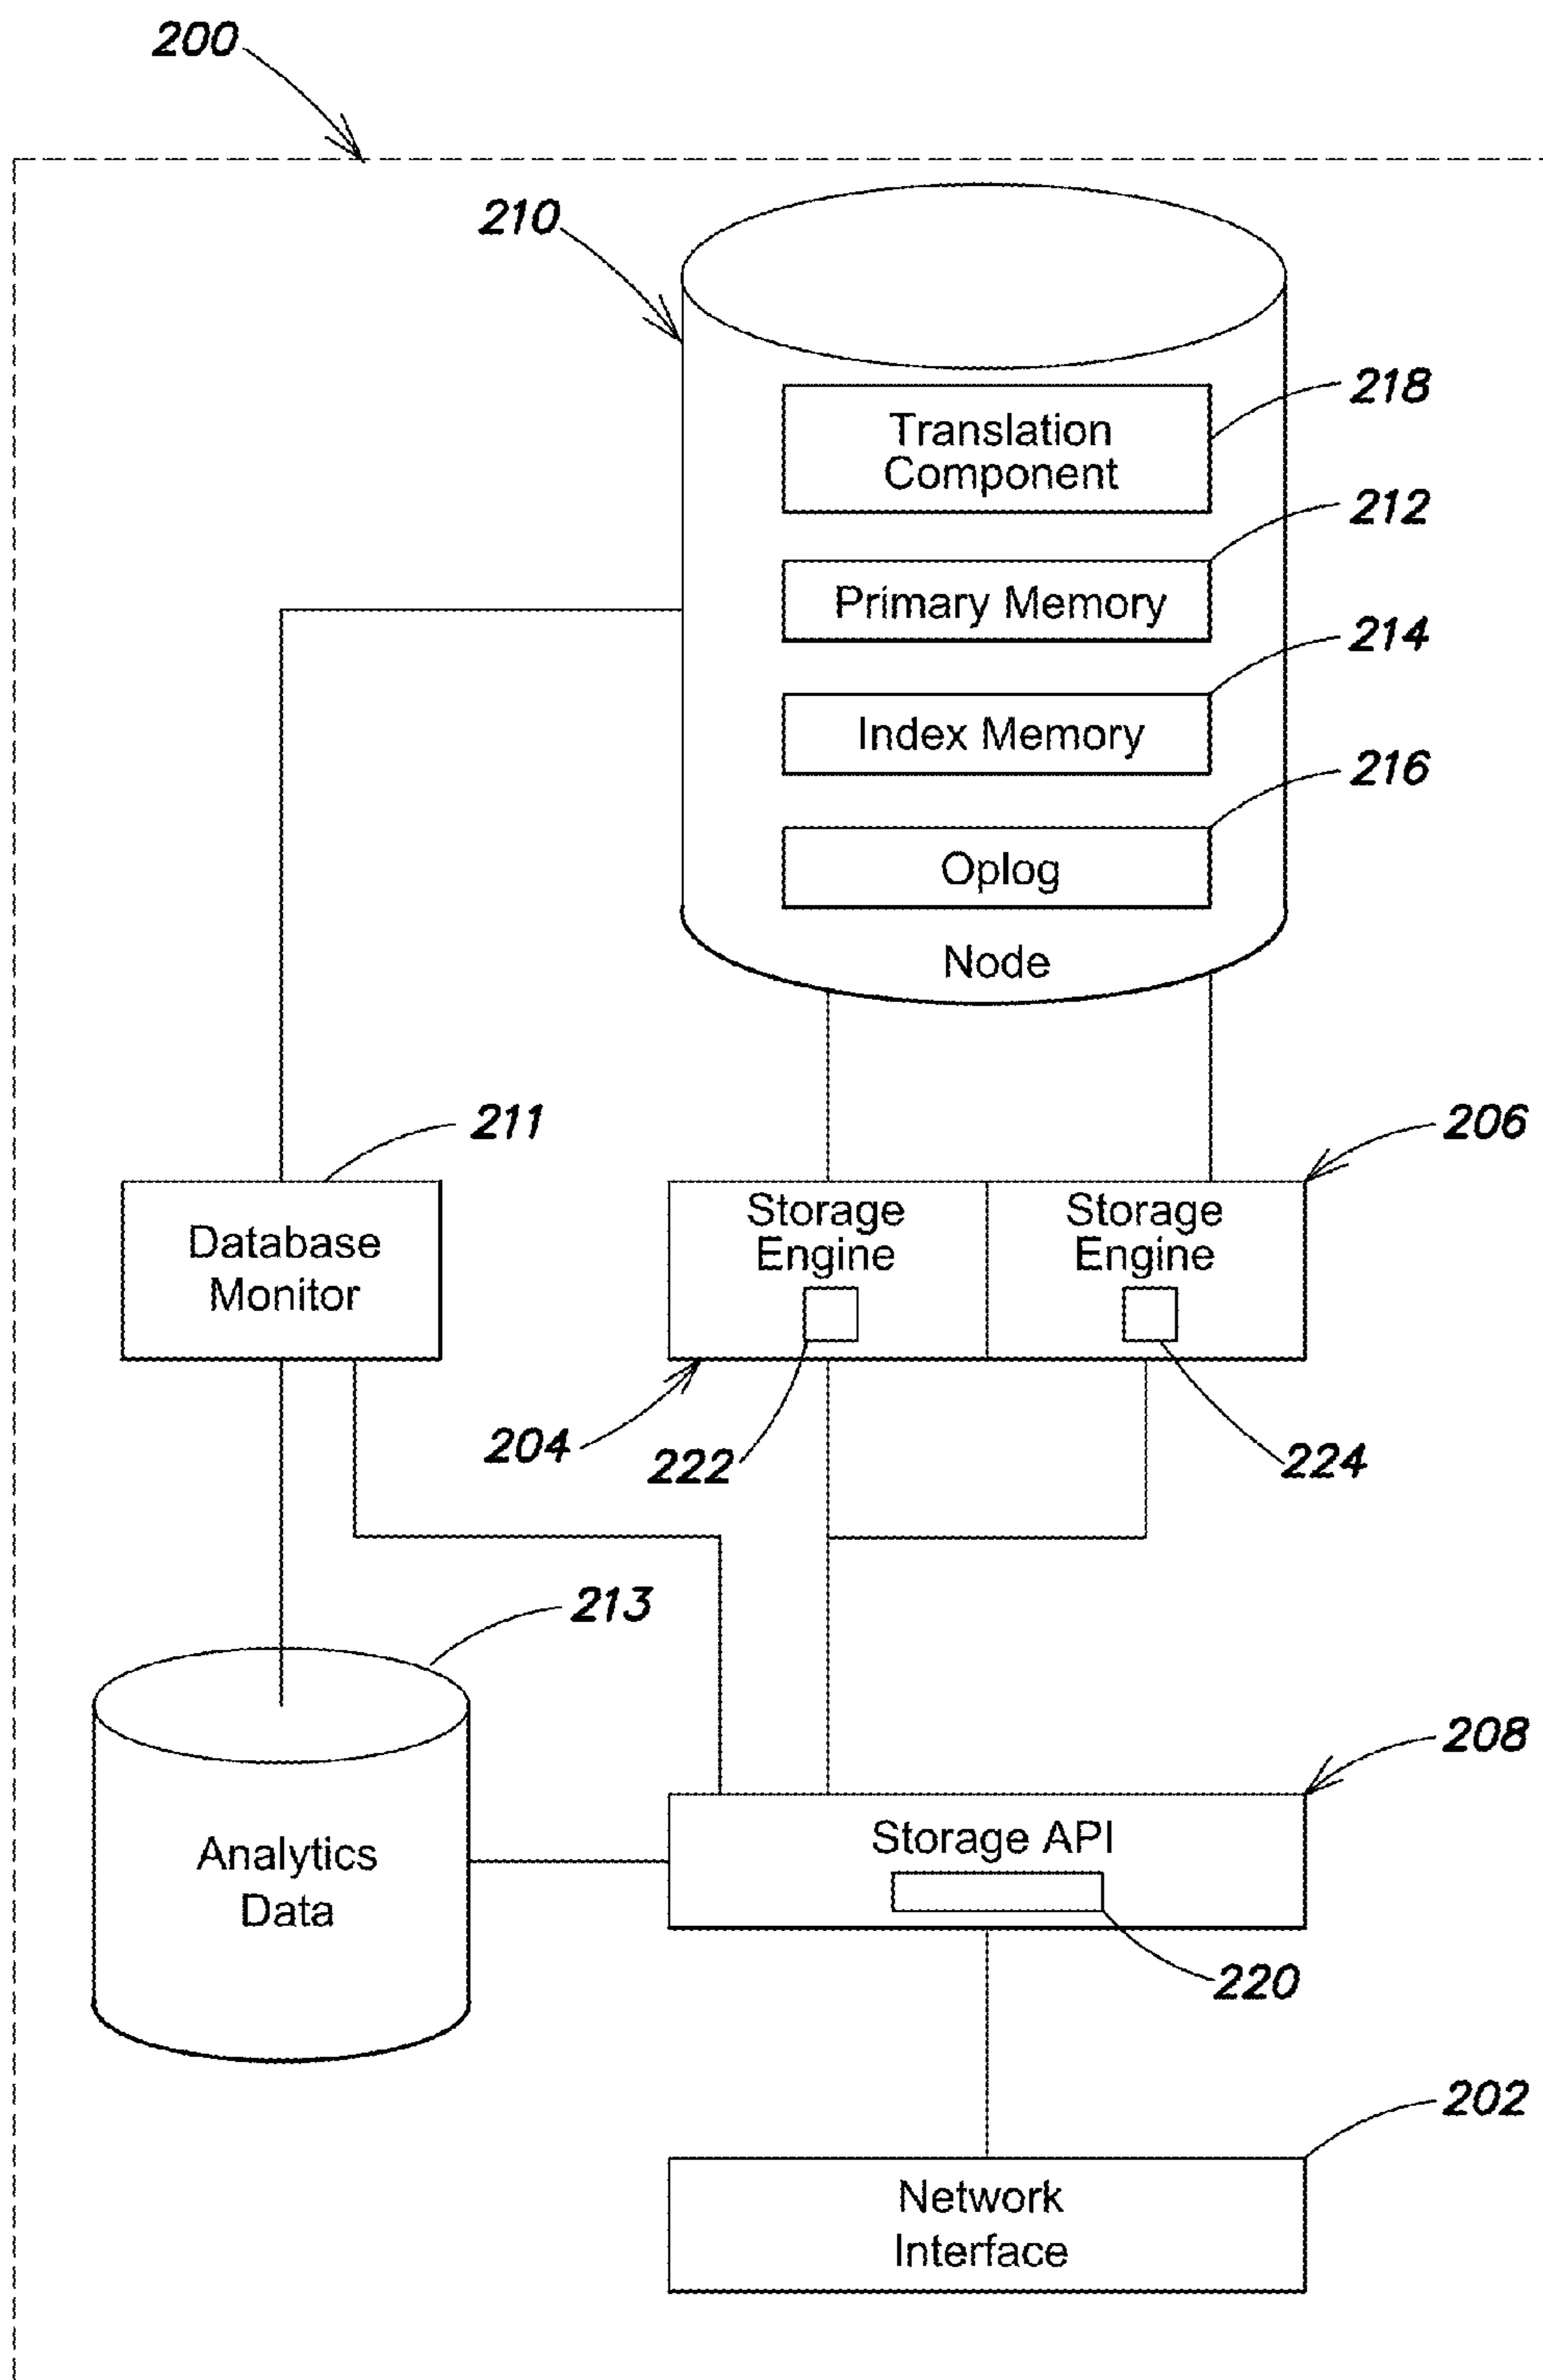 200
210
Translation
Component
218
Primary Memory
212
Index Memory
214
Oplog
216
Node
211
206
Database
Monitor
Storage
Engine
Storage
Engine
204
222
224
213
208
Analytics
Data
Storage API
220
202
Network
Interface